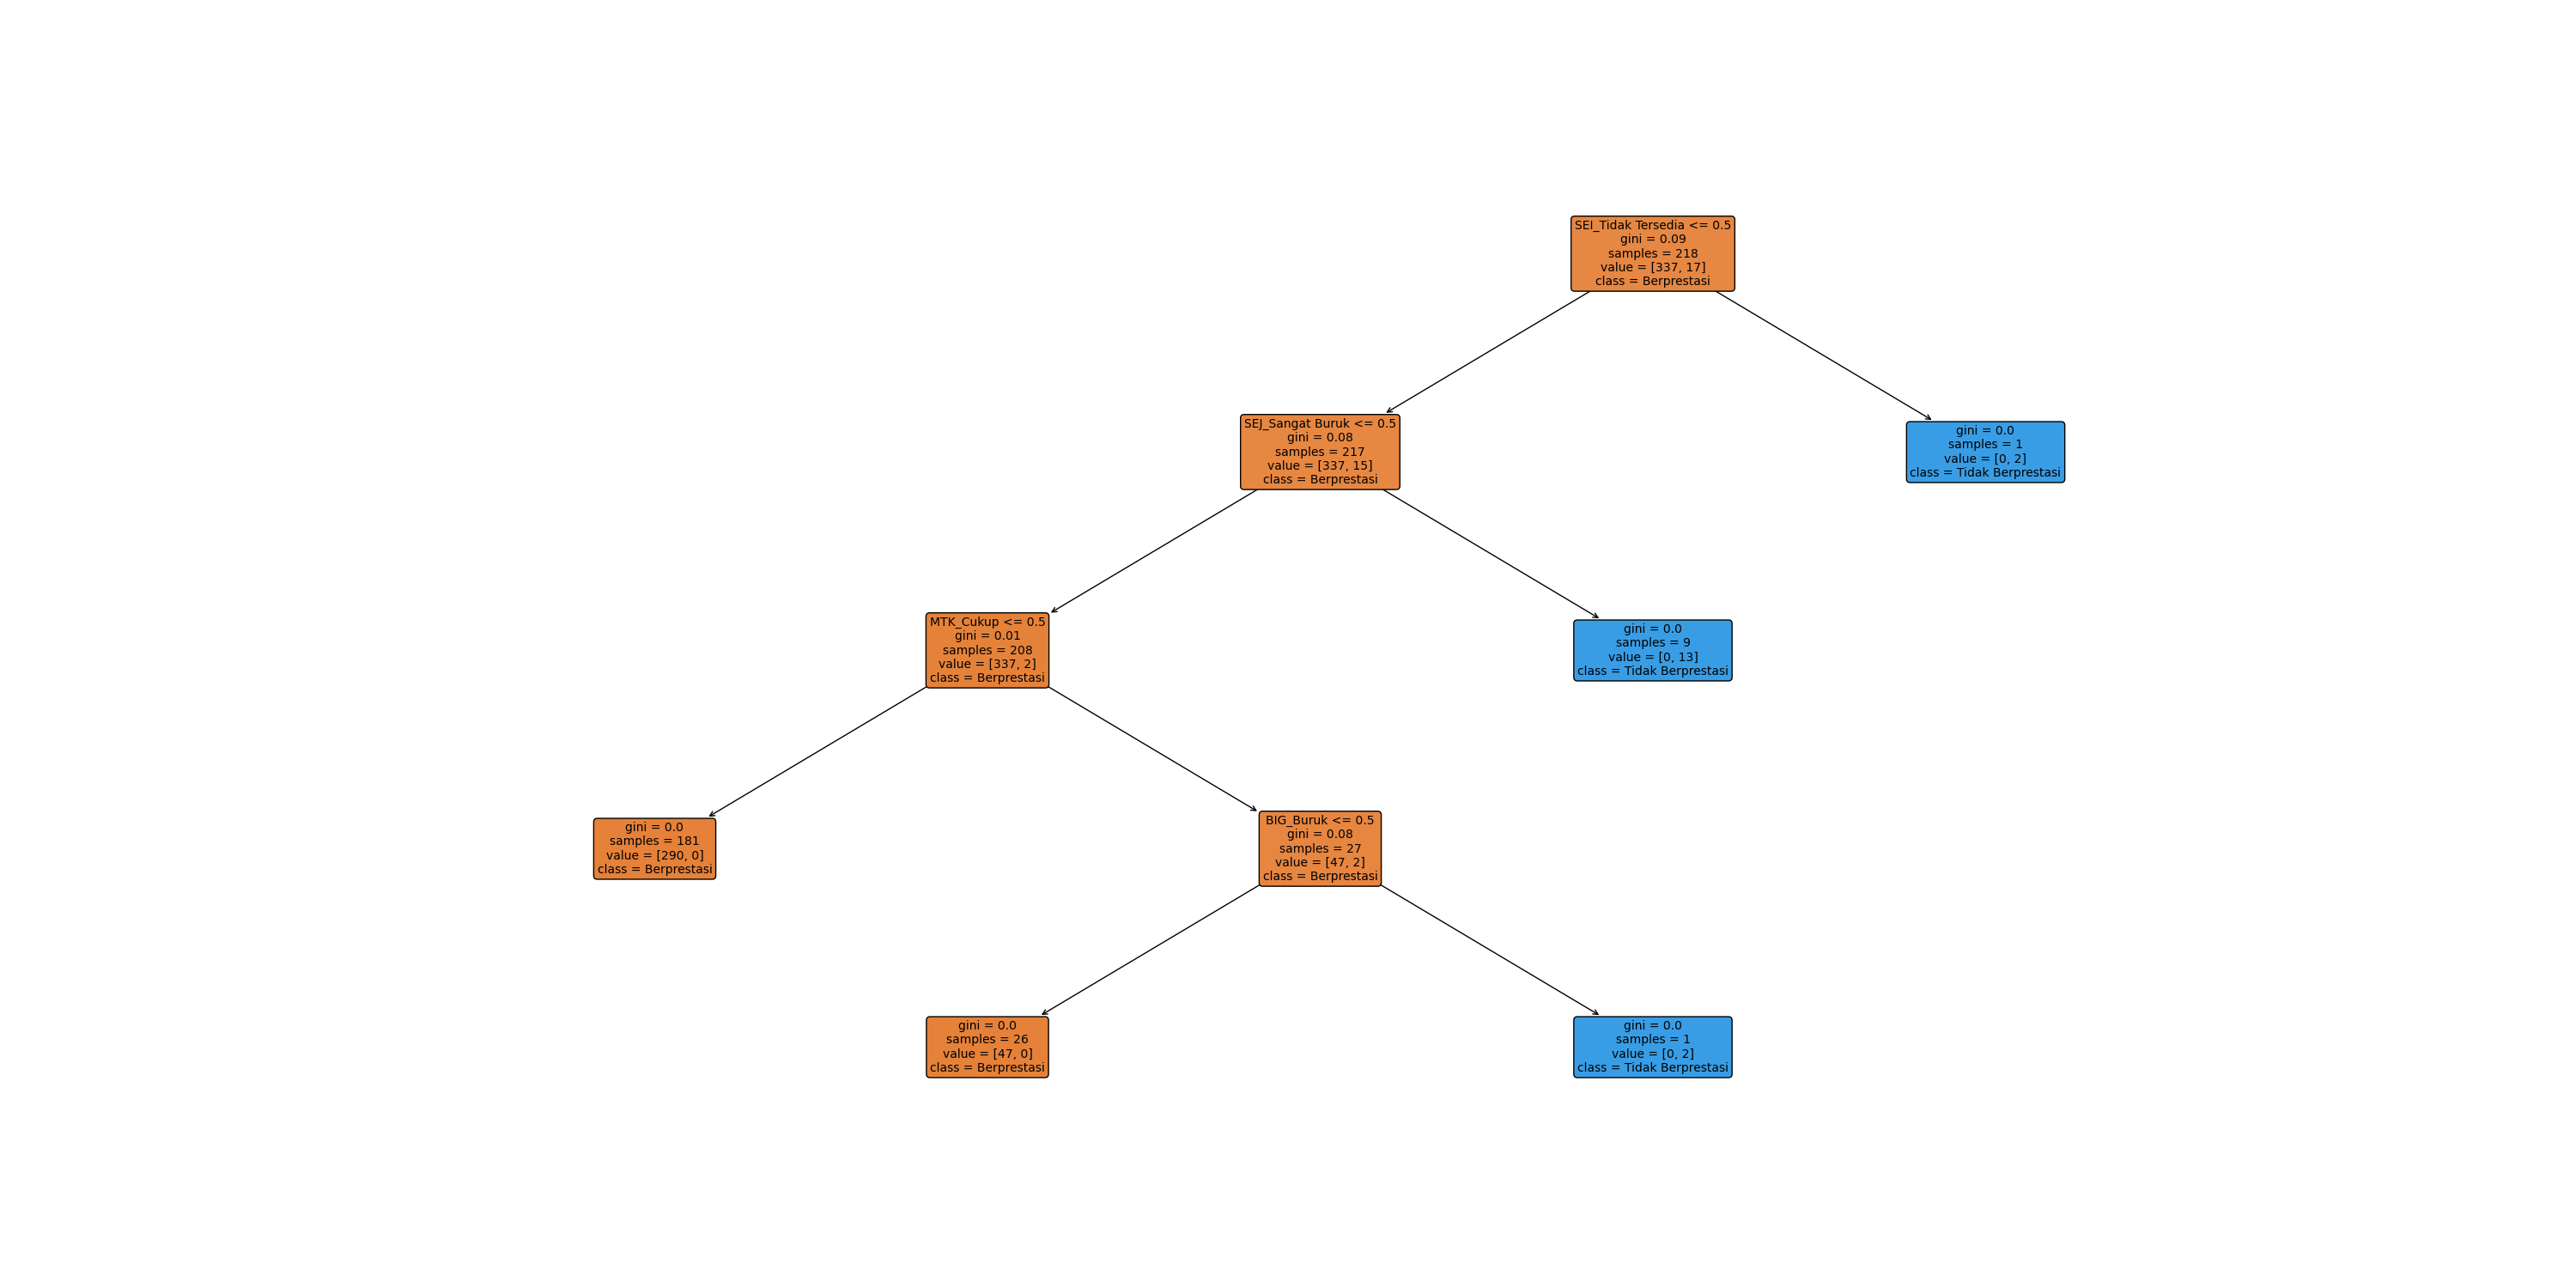 SEI_Tidak Tersedia <= 0.5
gini = 0.09
samples = 218
value = [337, 17]
class = Berprestasi
SEJ_Sangat Buruk <= 0.5
gini = 0.08
samples = 217
value = [337, 15]
class = Berprestasi
gini = 0.0
samples = 1
value = [0, 2]
class = Tidak Berprestasi
MTK_Cukup <= 0.5
gini = 0.01
samples = 208
value = [337, 2]
class = Berprestasi
gini = 0.0
samples = 9
value = [0, 13]
class = Tidak Berprestasi
gini = 0.0
samples = 181
value = [290, 0]
class = Berprestasi
BIG_Buruk <= 0.5
gini = 0.08
samples = 27
value = [47, 2]
class = Berprestasi
gini = 0.0
samples = 26
value = [47, 0]
class = Berprestasi
gini = 0.0
samples = 1
value = [0, 2]
class = Tidak Berprestasi